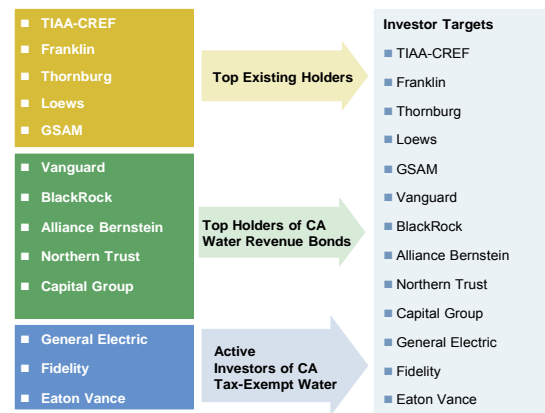 TIAA-CREF
Franklin
Thornburg
Loews
GSAM
Top Existing Holders
Vanguard
BlackRock
Alliance Bernstein
Northern Trust
Capital Group
Top Holders of CA
Water Revenue Bonds
General Electric
Fidelity
Eaton Vance
Active
Investors of CA
Tax-Exempt Water
Investor Targets
TIAA-CREF
Franklin
Thornburg
Loews
GSAM
Vanguard
BlackRock
Alliance Bernstein
Northern Trust
Capital Group
General Electric
Fidelity
Eaton Vance